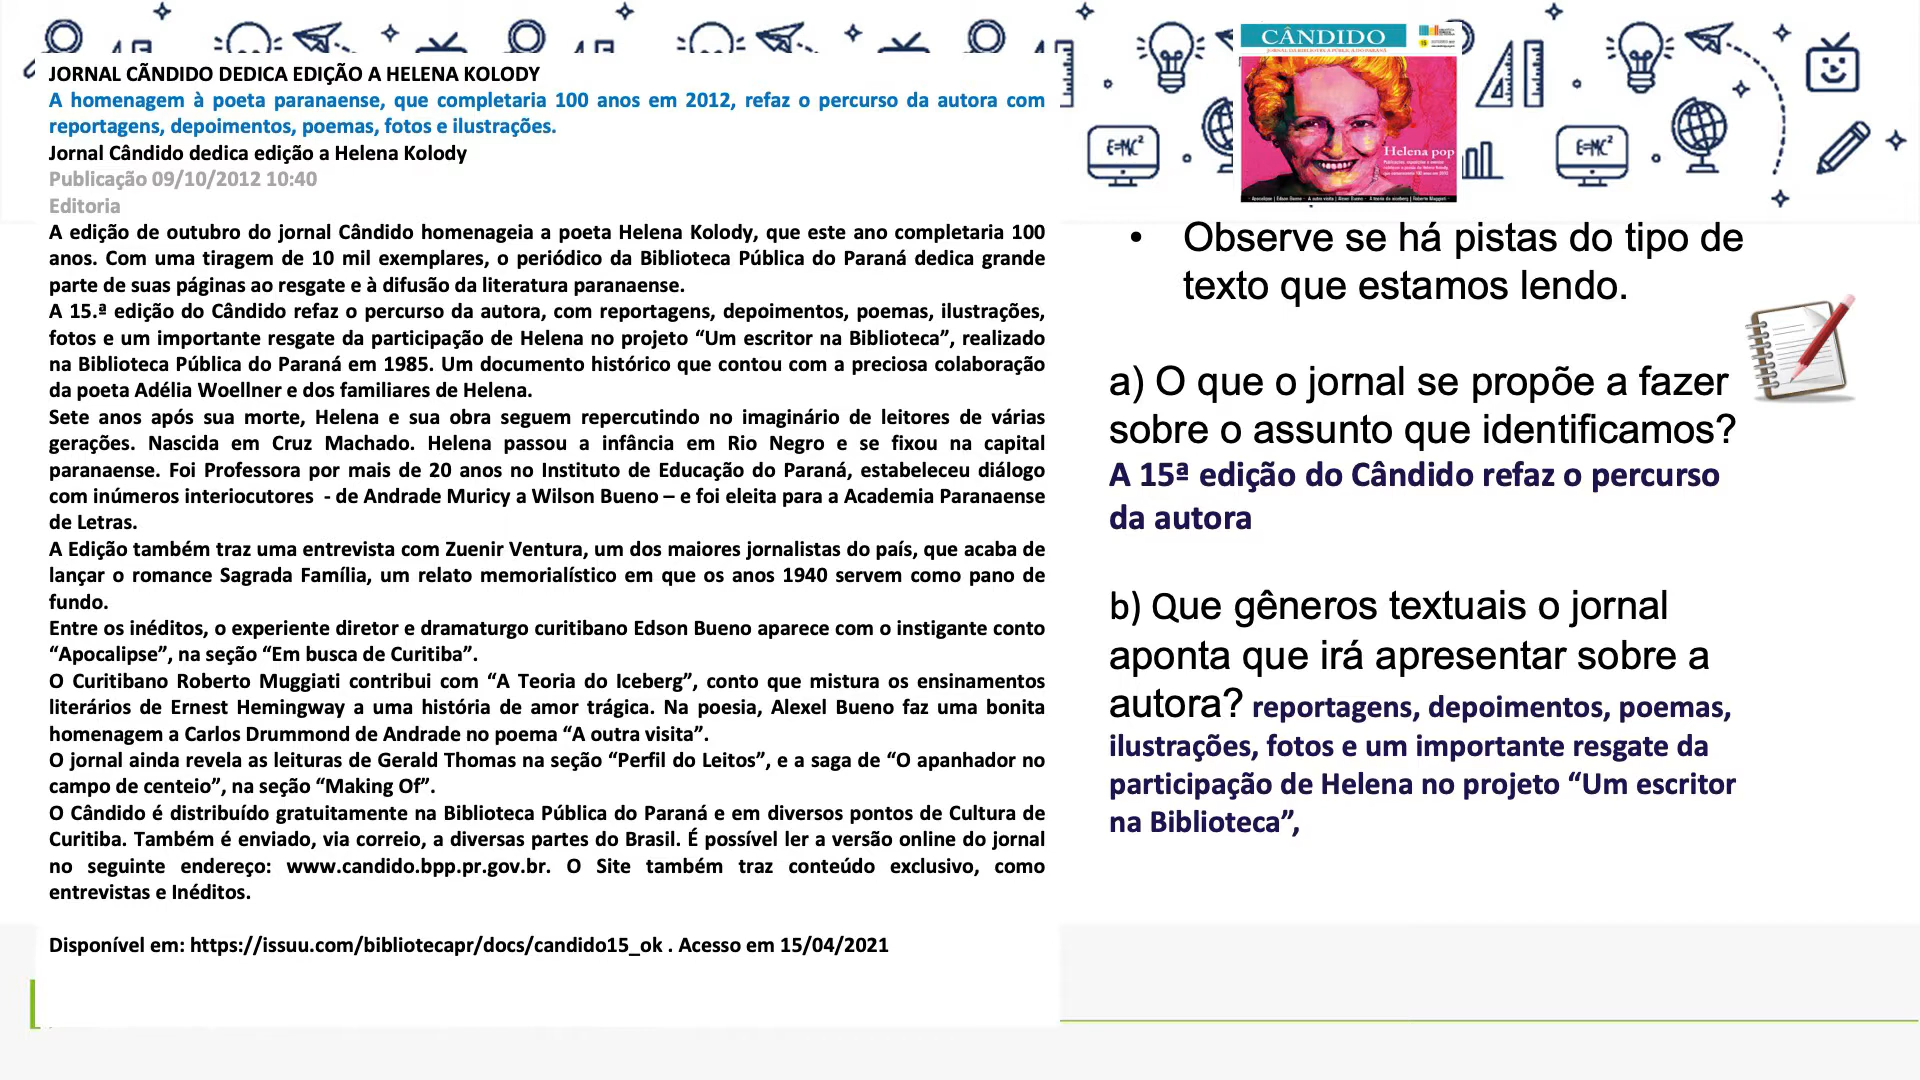 JORNAL CÃNDIDO DEDICA EDIÇÃO A HELENA KOLODY
A homenagem à poeta paranaense, que completaria 100 anos em 2012, refaz o percurso da autora com
reportagens, depoimentos, poemas, fotos e ilustrações.
Jornal Cândido dedica edição a Helena Kolody
Publicação 09/10/2012 10:40
Editoria
A edição de outubro do jornal Cândido homenageia a poeta Helena Kolody, que este ano completaria 100
anos. Com uma tiragem de 10 mil exemplares, o periódico da Biblioteca Pública do Paraná dedica grande
parte de suas páginas ao resgate e à difusão da literatura paranaense.
A 15.ª edição do Cândido refaz o percurso da autora, com reportagens, depoimentos, poemas, ilustrações,
fotos e um importante resgate da participação de Helena no projeto “Um escritor na Biblioteca”, realizado
na Biblioteca Pública do Paraná em 1985. Um documento histórico que contou com a preciosa colaboração
da poeta Adélia Woellner e dos familiares de Helena.
Sete anos após sua morte, Helena e sua obra seguem repercutindo no imaginário de leitores de várias
gerações. Nascida em Cruz Machado. Helena passou a infância em Rio Negro e se fixou na capital
paranaense. Foi Professora por mais de 20 anos no Instituto de Educação do Paraná, estabeleceu diálogo
com inúmeros interiocutores - de Andrade Muricy a Wilson Bueno – e foi eleita para a Academia Paranaense
de Letras.
A Edição também traz uma entrevista com Zuenir Ventura, um dos maiores jornalistas do país, que acaba de
lançar o romance Sagrada Família, um relato memorialístico em que os anos 1940 servem como pano de
fundo.
Entre os inéditos, o experiente diretor e dramaturgo curitibano Edson Bueno aparece com o instigante conto
“Apocalipse”, na seção “Em busca de Curitiba”.
O Curitibano Roberto Muggiati contribui com “A Teoria do Iceberg”, conto que mistura os ensinamentos
literários de Ernest Hemingway a uma história de amor trágica. Na poesia, Alexel Bueno faz uma bonita
homenagem a Carlos Drummond de Andrade no poema “A outra visita”.
O jornal ainda revela as leituras de Gerald Thomas na seção “Perfil do Leitos”, e a saga de “O apanhador no
campo de centeio”, na seção “Making Of”.
O Cândido é distribuído gratuitamente na Biblioteca Pública do Paraná e em diversos pontos de Cultura de
Curitiba. Também é enviado, via correio, a diversas partes do Brasil. É possível ler a versão online do jornal
no seguinte endereço: www.candido.bpp.pr.gov.br. O Site também traz conteúdo exclusivo, como
entrevistas e Inéditos.
Disponível em: https://issuu.com/bibliotecapr/docs/candido15_ok . Acesso em 15/04/2021
CÂNDIDO
JORNAL DA BIBLIOTECA PÚBLICA DO PARANÁ
Helena pop
E=MC²
E=MC²
• Observe se há pistas do tipo de
texto que estamos lendo.
a) O que o jornal se propõe a fazer
sobre o assunto que identificamos?
A 15ª edição do Cândido refaz o percurso
da autora
b) Que gêneros textuais o jornal
aponta que irá apresentar sobre a
autora? reportagens, depoimentos, poemas,
ilustrações, fotos e um importante resgate da
participação de Helena no projeto “Um escritor
na Biblioteca”,